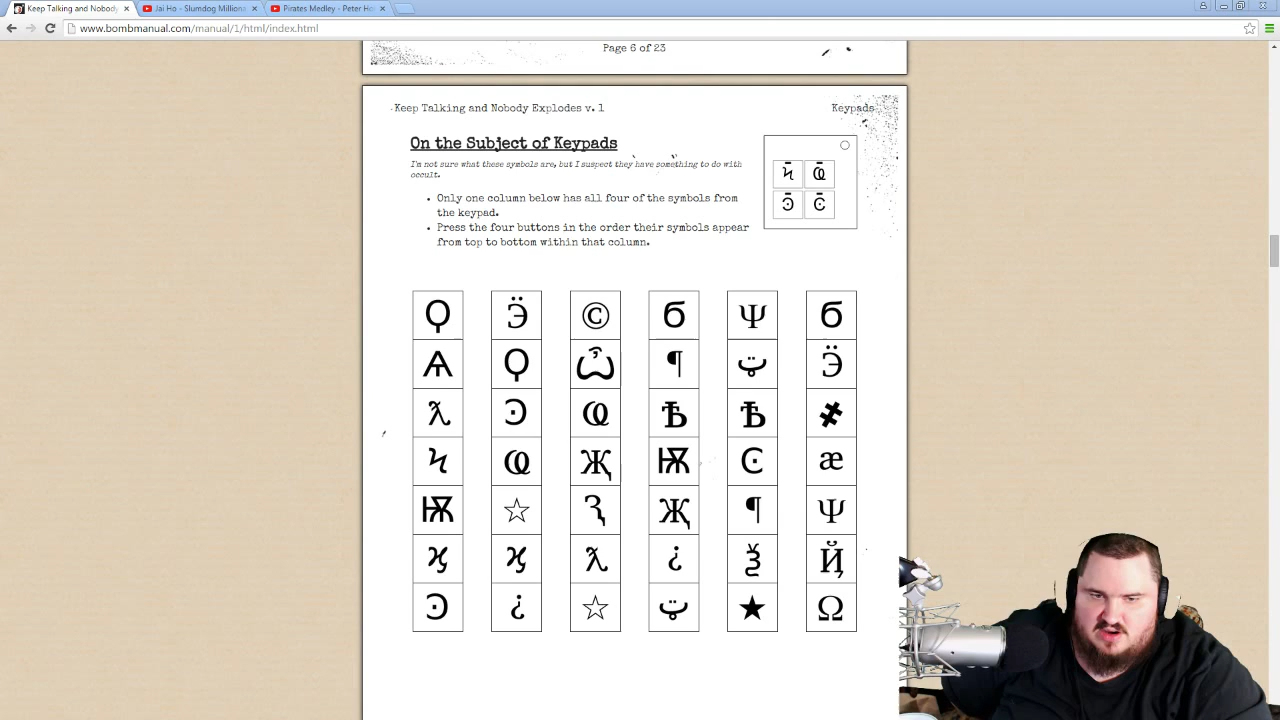 Keep Talking and Nobody
Jai Ho - Slumdog Million
Pirates Medley - Peter Ho
www.bombmanual.com/manual/1/html/index.html
Page 6 of 23
Keep Talking and Nobody Explodes v. 1
Keypads
On the Subject of Keypads
I'm not sure what these symbols are, but I suspect they have something to do with
occult.
• Only one column below has all four of the symbols from
the keypad.
• Press the four buttons in the order their symbols appear
from top to bottom within that column.
Ϟ Ҩ
Ͽ Ͼ
Ϙ Ӭ © Ϭ Ψ Ϭ
Ѧ Ϙ Ѽ ¶ ټ Ӭ
ƛ Ͽ Ҩ Ѣ Ѣ ҂
Ϟ Ҩ Җ Ѭ Ͼ æ
Ѭ ☆ Ԇ Җ ¶ Ψ
ϗ ϗ ƛ ¿ Ѯ Ҋ
Ͽ ¿ ☆ ټ ★ Ω